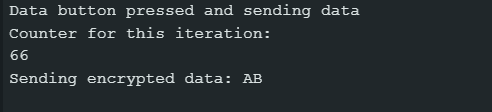 Data button pressed and sending data
Counter for this iteration:
66
Sending encrypted data: AB